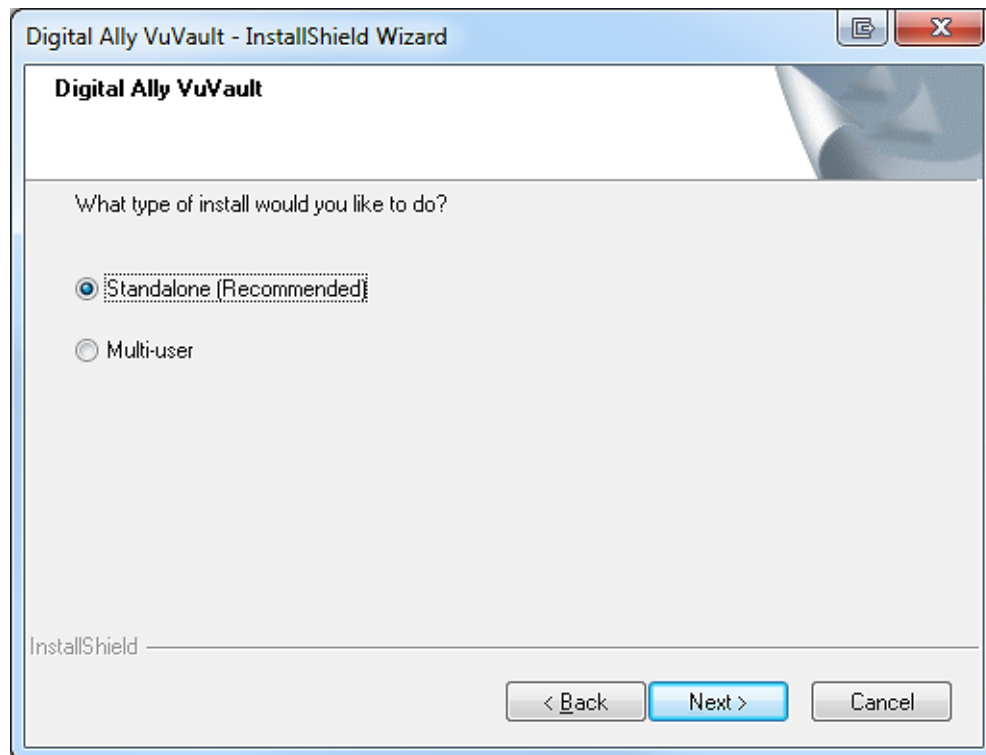 Digital Ally VuVault - InstallShield Wizard
Digital Ally VuVault
What type of install would you like to do?
Standalone (Recommended)
Multi-user
InstallShield
< Back Next > Cancel